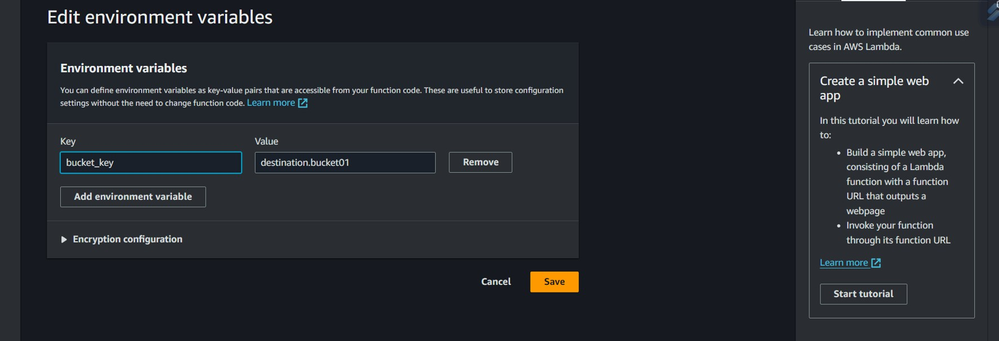 Edit environment variables
Environment variables
You can define environment variables as key-value pairs that are accessible from your function code. These are useful to store configuration
settings without the need to change function code. Learn more
Key
Value
bucket_key
destination.bucket01
Remove
Add environment variable
Encryption configuration
Cancel
Save
Learn how to implement common use
cases in AWS Lambda.
Create a simple web
app
In this tutorial you will learn how
to:
• Build a simple web app,
consisting of a Lambda
function with a function
URL that outputs a
webpage
• Invoke your function
through its function URL
Learn more
Start tutorial